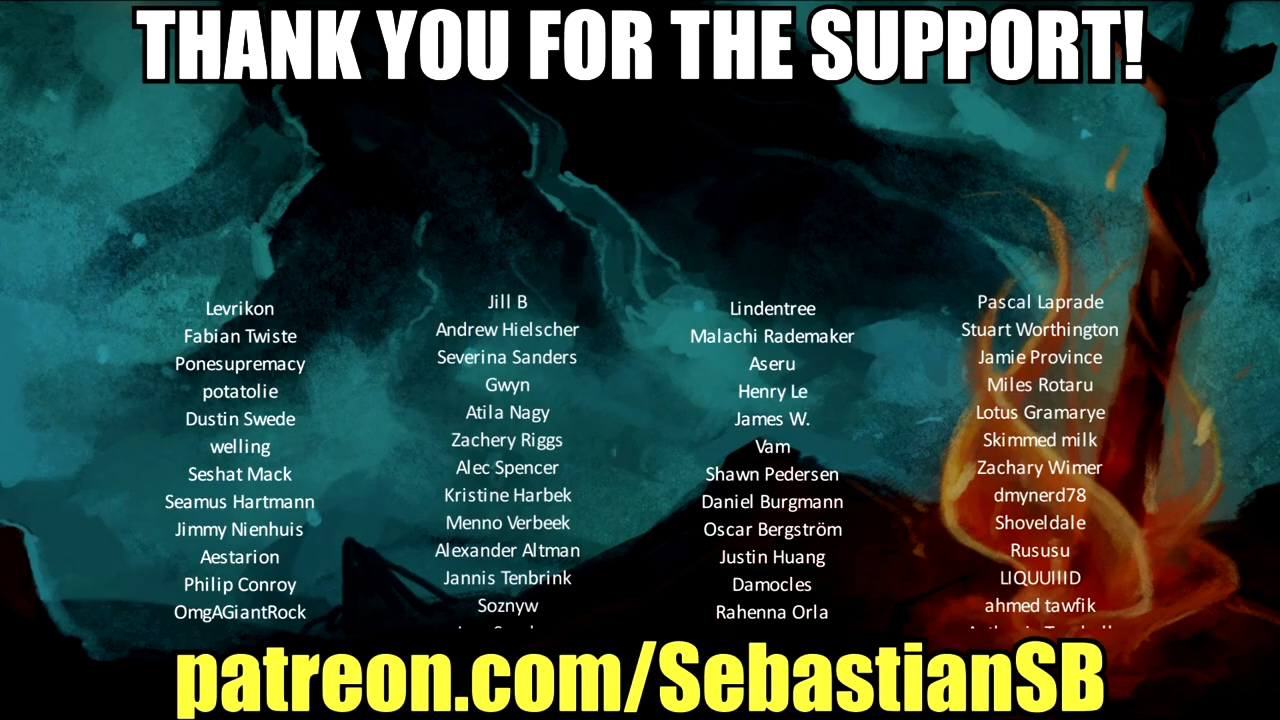 THANK YOU FOR THE SUPPORT!
Levrikon
Fabian Twiste
Ponesupremacy
potatolie
Dustin Swede
welling
Seshat Mack
Seamus Hartmann
Jimmy Nienhuis
Aestarion
Philip Conroy
OmgAGiantRock
Jill B
Andrew Hielscher
Severina Sanders
Gwyn
Atila Nagy
Zachery Riggs
Alec Spencer
Kristine Harbek
Menno Verbeek
Alexander Altman
Jannis Tenbrink
Soznyw
Lindentree
Malachi Rademaker
Aseru
Henry Le
James W.
Vam
Shawn Pedersen
Daniel Burgmann
Oscar Bergström
Justin Huang
Damocles
Rahenna Orla
Pascal Laprade
Stuart Worthington
Jamie Province
Miles Rotaru
Lotus Gramarye
Skimmed milk
Zachary Wimer
dmynerd78
Shoveldale
Rususu
LIQUUIIID
ahmed tawfik
patreon.com/SebastianSB